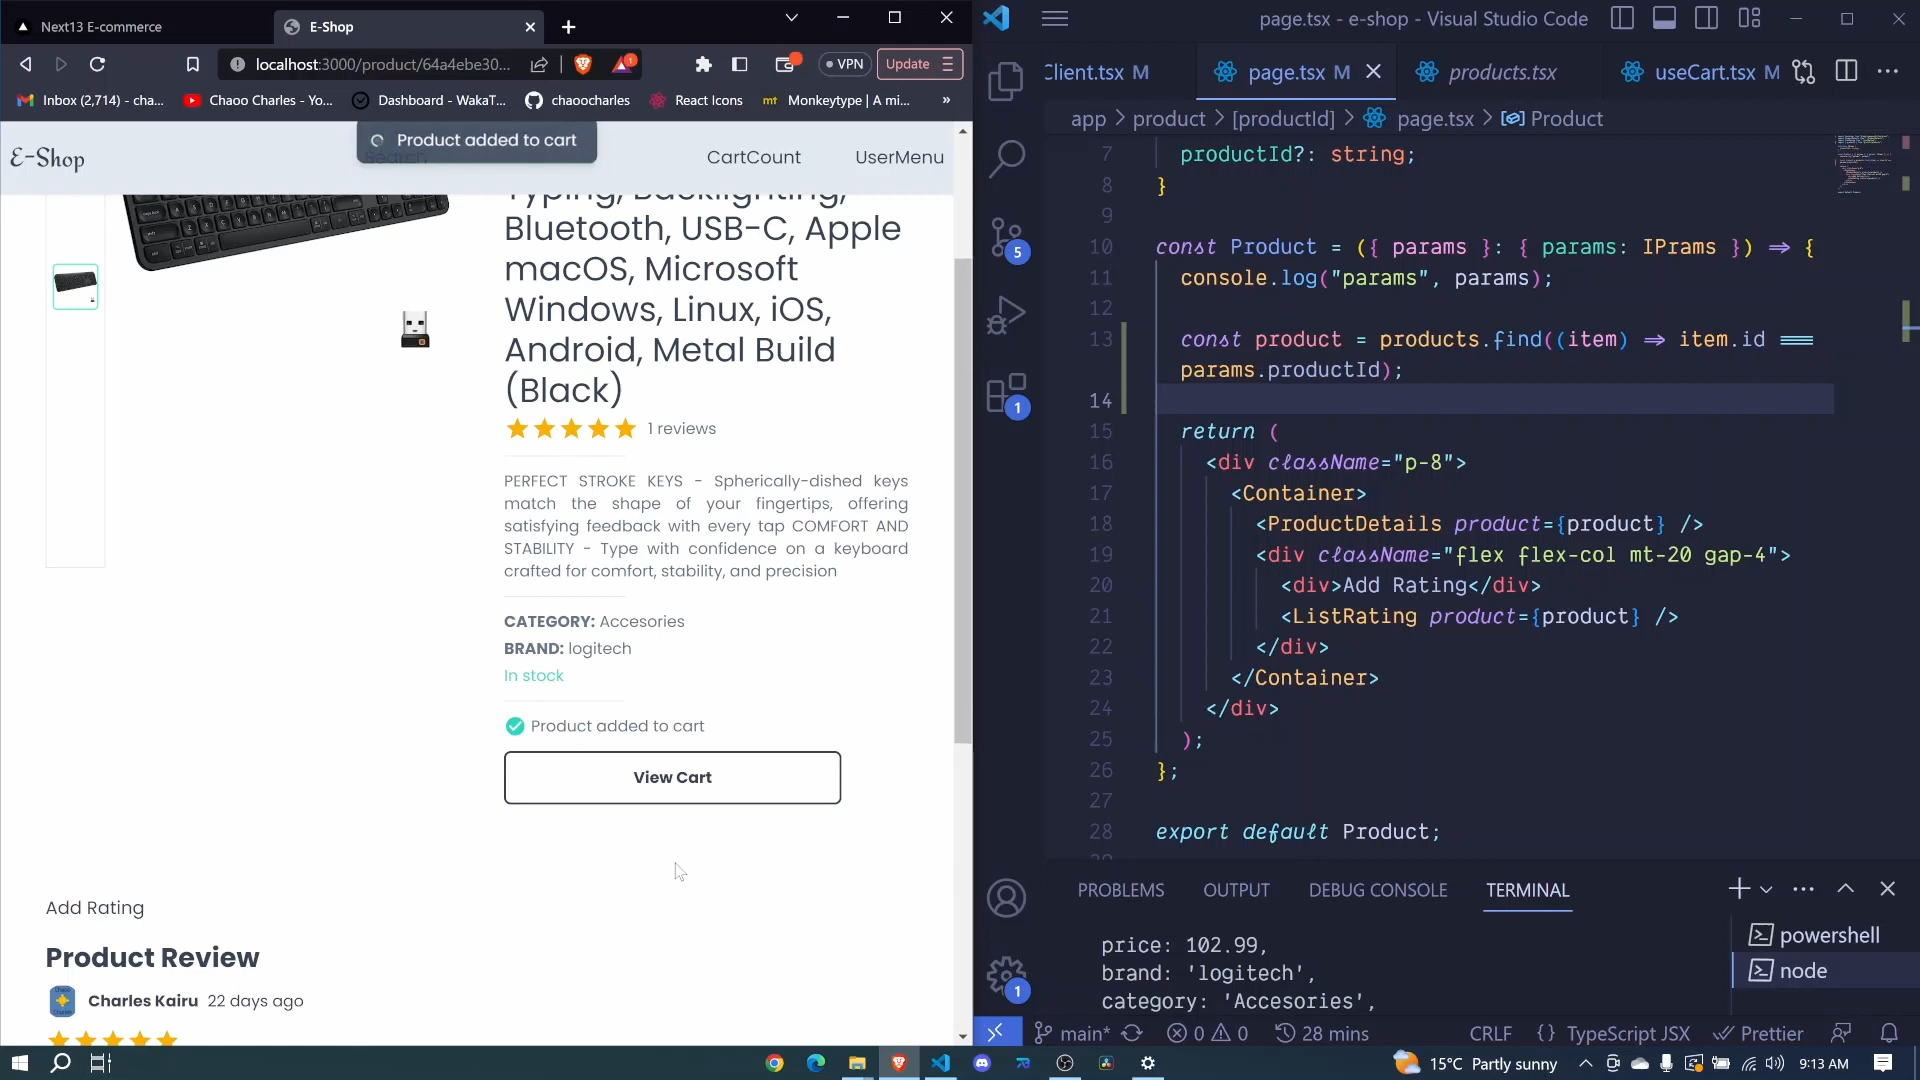 Next13 E-commerce
E-Shop
localhost:3000/product/64a4ebe30...
1
VPN
Update
Inbox (2,714) - cha...
Chaoo Charles - Yo...
Dashboard - WakaT...
chaoocharles
React Icons
Monkeytype | A mi...
»
E-Shop
Product added to cart
CartCount
UserMenu
Typing, Backlighting,
Bluetooth, USB-C, Apple
macOS, Microsoft
Windows, Linux, iOS,
Android, Metal Build
(Black)
1 reviews
PERFECT STROKE KEYS - Spherically-dished keys
match the shape of your fingertips, offering
satisfying feedback with every tap COMFORT AND
STABILITY - Type with confidence on a keyboard
crafted for comfort, stability, and precision
CATEGORY: Accesories
BRAND: logitech
In stock
Product added to cart
View Cart
Add Rating
Product Review
Charles Kairu 22 days ago
page.tsx - e-shop - Visual Studio Code
Client.tsx M
page.tsx M
products.tsx
useCart.tsx M
app > product > [productId] > page.tsx > Product
5
1
1
7 productId?: string;
8 }
9
10 const Product = ({ params }: { params: IPrams }) => {
11 console.log("params", params);
12
13 const product = products.find((item) => item.id ===
params.productId);
14
15 return (
16 <div className="p-8">
17 <Container>
18 <ProductDetails product={product} />
19 <div className="flex flex-col mt-20 gap-4">
20 <div>Add Rating</div>
21 <ListRating product={product} />
22 </div>
23 </Container>
24 </div>
25 );
26 };
27
28 export default Product;
PROBLEMS
OUTPUT
DEBUG CONSOLE
TERMINAL
price: 102.99,
brand: 'logitech',
category: 'Accesories',
powershell
node
main*
0
0
28 mins
CRLF
{ } TypeScript JSX
Prettier
15°C Partly sunny
9:13 AM